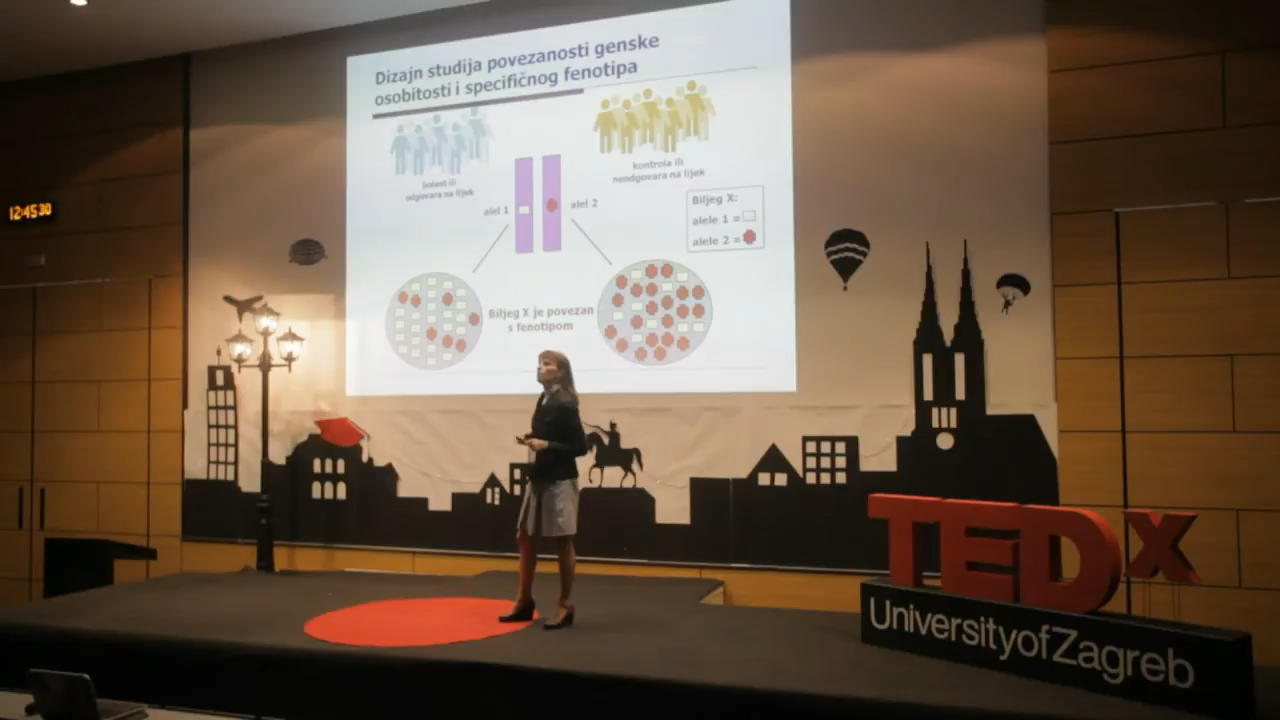 Dizajn studija povezanosti genske
osobitosti i specifičnog fenotipa
bolest ili
odgovara na lijek
kontrola ili
neodgovara na lijek
alel 1
alel 2
Biljeg X:
alele 1 =
alele 2 =
Biljeg X je povezan
s fenotipom
12:45:30
TEDx
UniversityofZagreb